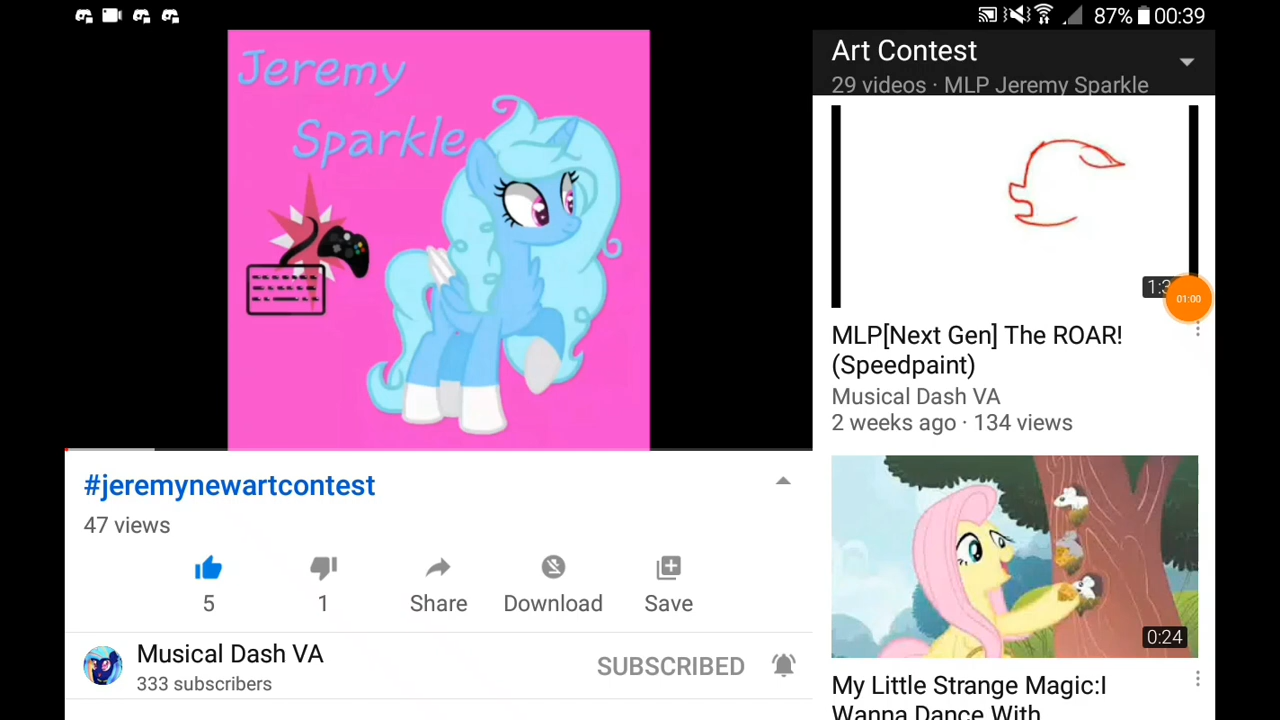 87% 00:39
Jeremy
Sparkle
#jeremynewartcontest
47 views
5
1
Share
Download
Save
Musical Dash VA
333 subscribers
SUBSCRIBED
Art Contest
29 videos · MLP Jeremy Sparkle
1:3
01:00
MLP[Next Gen] The ROAR!
(Speedpaint)
Musical Dash VA
2 weeks ago · 134 views
0:24
My Little Strange Magic:I
Wanna Dance With